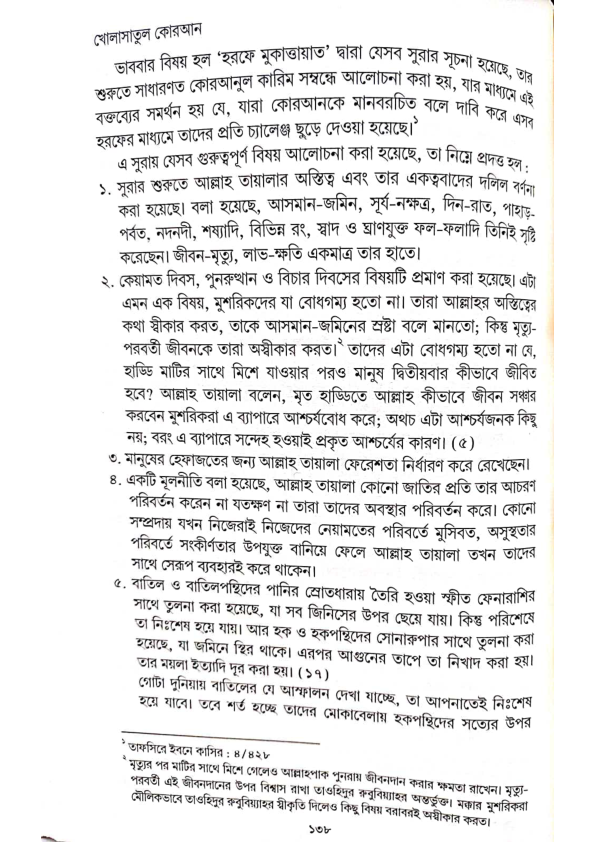 খোলাসাতুল কোরআন
ভাববার বিষয় হল ‘হরফে মুকাত্তায়াত’ দ্বারা যেসব সুরার সূচনা হয়েছে, তার
শুরুতে সাধারণত কোরআনুল কারিম সম্বন্ধে আলোচনা করা হয়, যার মাধ্যমে এই
বক্তব্যের সমর্থন হয় যে, যারা কোরআনকে মানবরচিত বলে দাবি করে এসব
হরফের মাধ্যমে তাদের প্রতি চ্যালেঞ্জ ছুড়ে দেওয়া হয়েছে।১
এ সুরায় যেসব গুরুত্বপূর্ণ বিষয় আলোচনা করা হয়েছে, তা নিম্নে প্রদত্ত হল :
১. সুরার শুরুতে আল্লাহ তায়ালার অস্তিত্ব এবং তার একত্ববাদের দলিল বর্ণনা
করা হয়েছে। বলা হয়েছে, আসমান-জমিন, সূর্য-নক্ষত্র, দিন-রাত, পাহাড়-
পর্বত, নদনদী, শষ্যাদি, বিভিন্ন রং, স্বাদ ও ঘ্রাণযুক্ত ফল-ফলাদি তিনিই সৃষ্টি
করেছেন। জীবন-মৃত্যু, লাভ-ক্ষতি একমাত্র তার হাতে।
২. কেয়ামত দিবস, পুনরুত্থান ও বিচার দিবসের বিষয়টি প্রমাণ করা হয়েছে। এটা
এমন এক বিষয়, মুশরিকদের যা বোধগম্য হতো না। তারা আল্লাহর অস্তিত্বের
কথা স্বীকার করত, তাকে আসমান-জমিনের স্রষ্টা বলে মানতো; কিন্তু মৃত্যু-
পরবর্তী জীবনকে তারা অস্বীকার করত।২ তাদের এটা বোধগম্য হতো না যে,
হাড্ডি মাটির সাথে মিশে যাওয়ার পরও মানুষ দ্বিতীয়বার কীভাবে জীবিত
হবে? আল্লাহ তায়ালা বলেন, মৃত হাড্ডিতে আল্লাহ কীভাবে জীবন সঞ্চার
করবেন মুশরিকরা এ ব্যাপারে আশ্চর্যবোধ করে; অথচ এটা আশ্চর্যজনক কিছু
নয়; বরং এ ব্যাপারে সন্দেহ হওয়াই প্রকৃত আশ্চর্যের কারণ। (৫)
৩. মানুষের হেফাজতের জন্য আল্লাহ তায়ালা ফেরেশতা নির্ধারণ করে রেখেছেন।
৪. একটি মূলনীতি বলা হয়েছে, আল্লাহ তায়ালা কোনো জাতির প্রতি তার আচরণ
পরিবর্তন করেন না যতক্ষণ না তারা তাদের অবস্থার পরিবর্তন করে। কোনো
সম্প্রদায় যখন নিজেরাই নিজেদের নেয়ামতের পরিবর্তে মুসিবত, অসুস্থতার
পরিবর্তে সংকীর্ণতার উপযুক্ত বানিয়ে ফেলে আল্লাহ তায়ালা তখন তাদের
সাথে সেরূপ ব্যবহারই করে থাকেন।
৫. বাতিল ও বাতিলপন্থিদের পানির স্রোতধারায় তৈরি হওয়া স্ফীত ফেনারাশির
সাথে তুলনা করা হয়েছে, যা সব জিনিসের উপর ছেয়ে যায়। কিন্তু পরিশেষে
তা নিঃশেষ হয়ে যায়। আর হক ও হকপন্থিদের সোনারুপার সাথে তুলনা করা
হয়েছে, যা জমিনে স্থির থাকে। এরপর আগুনের তাপে তা নিখাদ করা হয়।
তার ময়লা ইত্যাদি দূর করা হয়। (১৭)
গোটা দুনিয়ায় বাতিলের যে আস্ফালন দেখা যাচ্ছে, তা আপনাতেই নিঃশেষ
হয়ে যাবে। তবে শর্ত হচ্ছে তাদের মোকাবেলায় হকপন্থিদের সত্যের উপর
১ তাফসিরে ইবনে কাসির : ৪/৪২৮
২ মৃত্যুর পর মাটির সাথে মিশে গেলেও আল্লাহপাক পুনরায় জীবনদান করার ক্ষমতা রাখেন। মৃত্যু-
পরবর্তী এই জীবনদানের উপর বিশ্বাস রাখা তাওহিদুর রুবুবিয়্যাহর অন্তর্ভুক্ত। মক্কার মুশরিকরা
মৌলিকভাবে তাওহিদুর রুবুবিয়্যাহর স্বীকৃতি দিলেও কিছু বিষয় বরাবরই অস্বীকার করত।
১৩৮